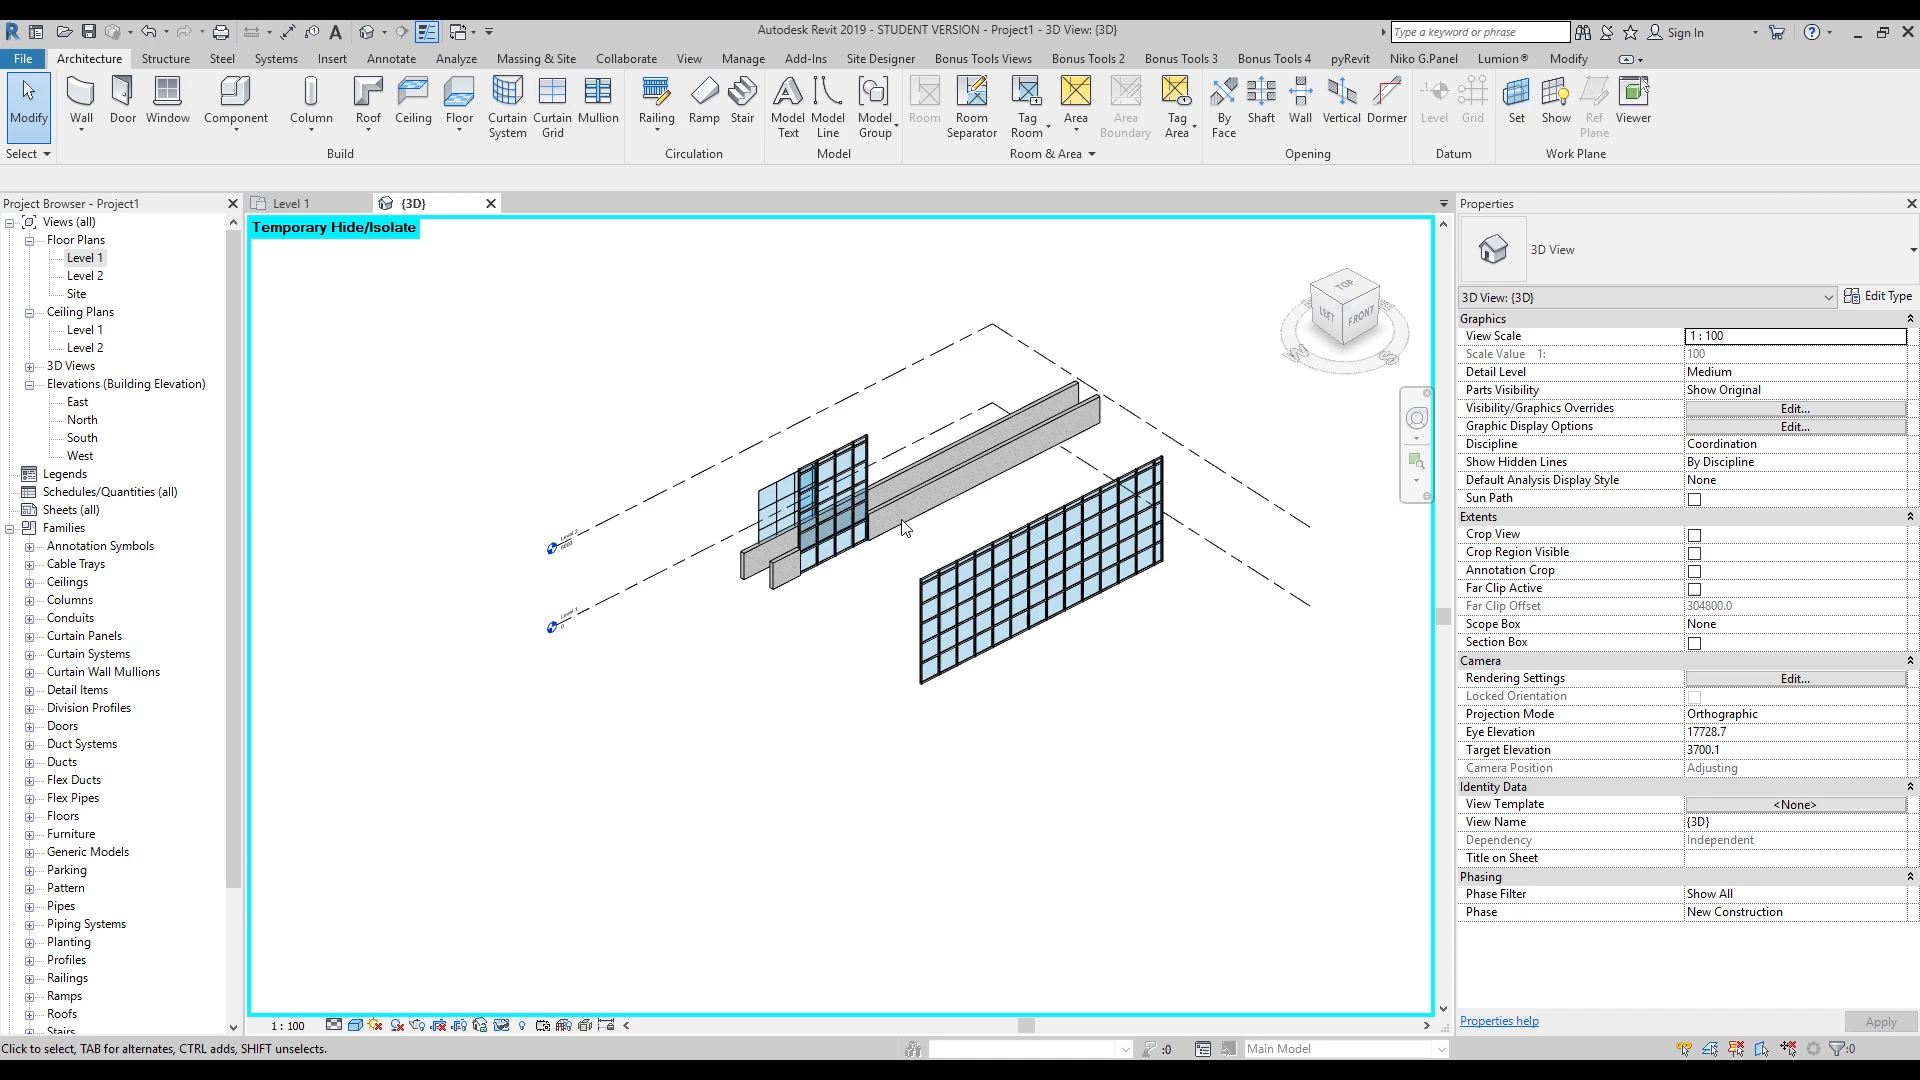 Autodesk Revit 2019 - STUDENT VERSION - Project1 - 3D View: {3D}
Type a keyword or phrase
Sign In
File
Architecture
Structure
Steel
Systems
Insert
Annotate
Analyze
Massing & Site
Collaborate
View
Manage
Add-Ins
Site Designer
Bonus Tools Views
Bonus Tools 2
Bonus Tools 3
Bonus Tools 4
pyRevit
Niko G.Panel
Lumion®
Modify
Modify
Wall
Door
Window
Component
Column
Roof
Ceiling
Floor
Curtain System
Curtain Grid
Mullion
Railing
Ramp
Stair
Model Text
Model Line
Model Group
Room
Room Separator
Tag Room
Area
Area Boundary
Tag Area
By Face
Shaft
Wall
Vertical
Dormer
Level
Grid
Set
Show
Ref Plane
Viewer
Select
Build
Circulation
Model
Room & Area
Opening
Datum
Work Plane
Project Browser - Project1
Views (all)
Floor Plans
Level 1
Level 2
Site
Ceiling Plans
Level 1
Level 2
3D Views
Elevations (Building Elevation)
East
North
South
West
Legends
Schedules/Quantities (all)
Sheets (all)
Families
Annotation Symbols
Cable Trays
Ceilings
Columns
Conduits
Curtain Panels
Curtain Systems
Curtain Wall Mullions
Detail Items
Division Profiles
Doors
Duct Systems
Ducts
Flex Ducts
Flex Pipes
Floors
Furniture
Generic Models
Parking
Pattern
Pipes
Piping Systems
Planting
Profiles
Railings
Ramps
Roofs
Stairs
Level 1
{3D}
Temporary Hide/Isolate
TOP
LEFT
FRONT
W
S
Level 2
Level 1
0
1 : 100
Properties
3D View
3D View: {3D}
Edit Type
Graphics
View Scale 1 : 100
Scale Value 1: 100
Detail Level Medium
Parts Visibility Show Original
Visibility/Graphics Overrides Edit...
Graphic Display Options Edit...
Discipline Coordination
Show Hidden Lines By Discipline
Default Analysis Display Style None
Sun Path
Extents
Crop View
Crop Region Visible
Annotation Crop
Far Clip Active
Far Clip Offset 304800.0
Scope Box None
Section Box
Camera
Rendering Settings Edit...
Locked Orientation
Projection Mode Orthographic
Eye Elevation 17728.7
Target Elevation 3700.1
Camera Position Adjusting
Identity Data
View Template <None>
View Name {3D}
Dependency Independent
Title on Sheet
Phasing
Phase Filter Show All
Phase New Construction
Properties help
Apply
Click to select, TAB for alternates, CTRL adds, SHIFT unselects.
:0
Main Model
:0